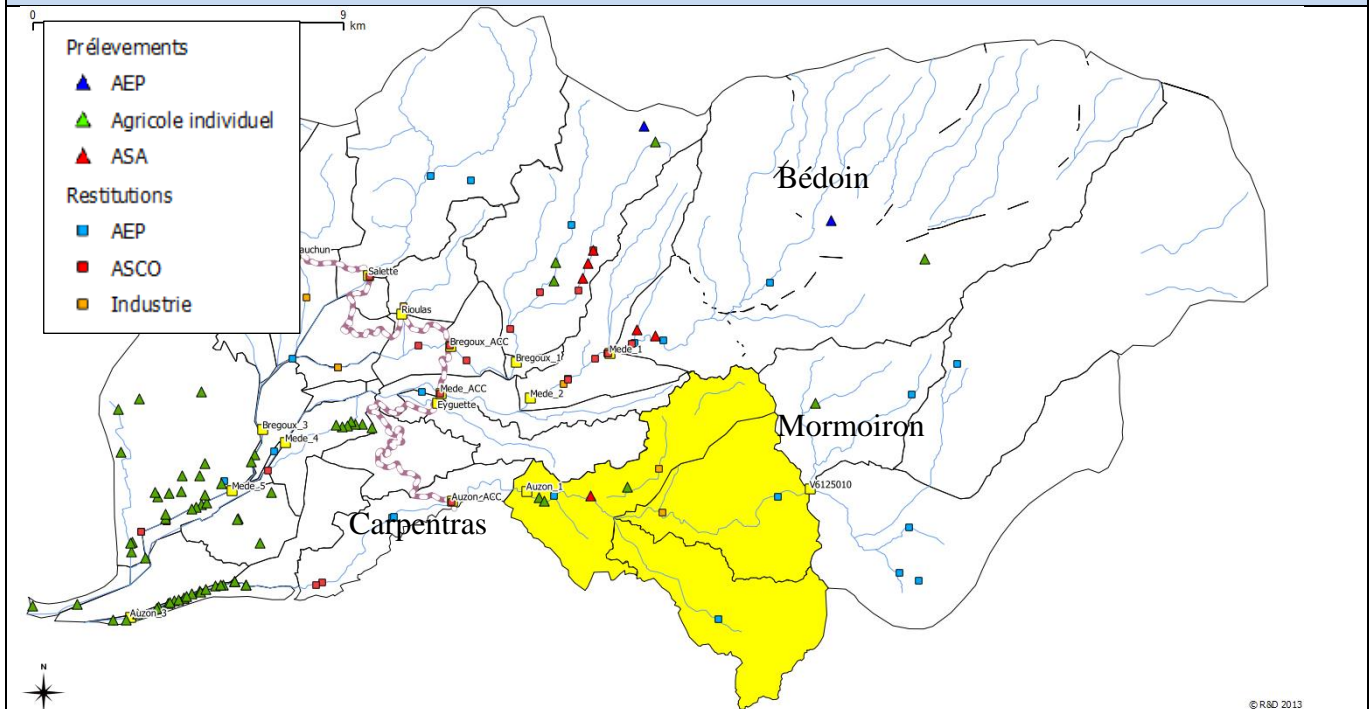 0 9
km
Prélevements
AEP
Agricole individuel
ASA
Restitutions
AEP
ASCO
Industrie
Bédoin
auchun
Salette
Rioulas
Bregoux_ACC
Mede_1
Bregoux_1
Mede_ACC
Mede_2
Eyguette
Mormoiron
Bregoux_3
Mede_4
Mede_5
Auzon_1
V6125010
Auzon_ACC
Carpentras
Auzon_3
N
© R&D 2013